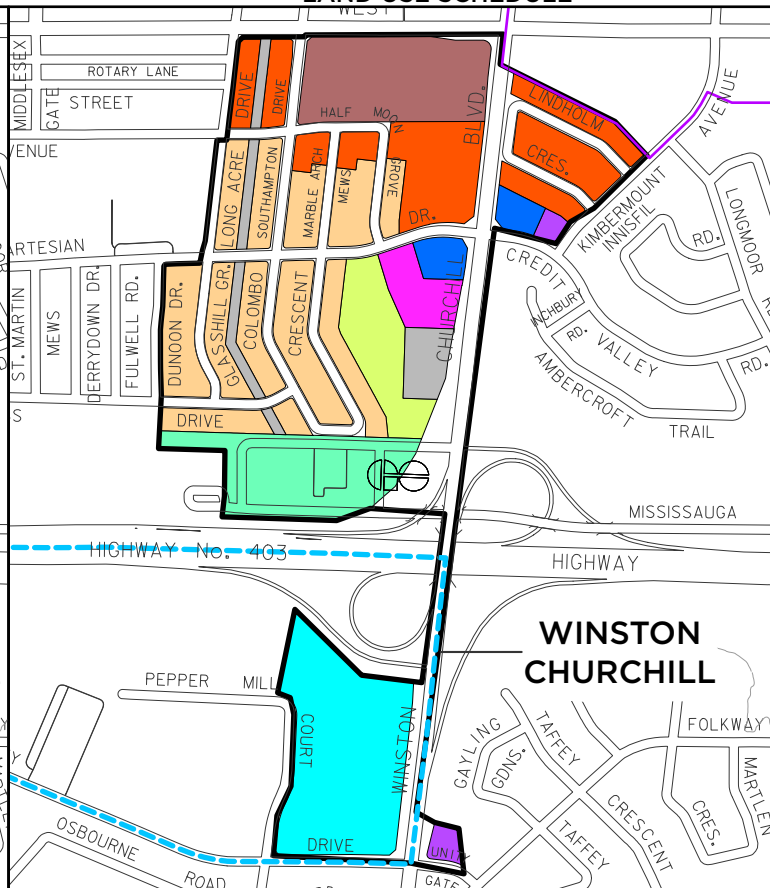 LAND USE SCHEDULE
WEST
MIDDLESEX
GATE
ROTARY LANE
STREET
DRIVE
DRIVE
HALF MOON
BLVD.
LINDHOLM
AVENUE
CRES.
LONG ACRE
SOUTHAMPTON
MARBLE ARCH
MEWS
GROVE
DR.
KIMBERMOUNT
INNISFIL
RD.
LONGMOOR
ARTESIAN
ST. MARTIN
MEWS
DERRYDOWN DR.
FULWELL RD.
DUNOON DR.
GLASSHILL GR.
COLOMBO
CRESCENT
CHURCHILL
CREDIT
INCHBURY
RD.
VALLEY
RD.
AMBERCROFT
TRAIL
DRIVE
S
GO
MISSISSAUGA
HIGHWAY No. 403
HIGHWAY
WINSTON
CHURCHILL
PEPPER MILL
COURT
WINSTON
GAYLING
GDNS.
TAFFEY
FOLKWAY
MARTLEN
CRES.
CRESCENT
TAFFEY
OSBOURNE
ROAD
DRIVE
UNITY
GATE